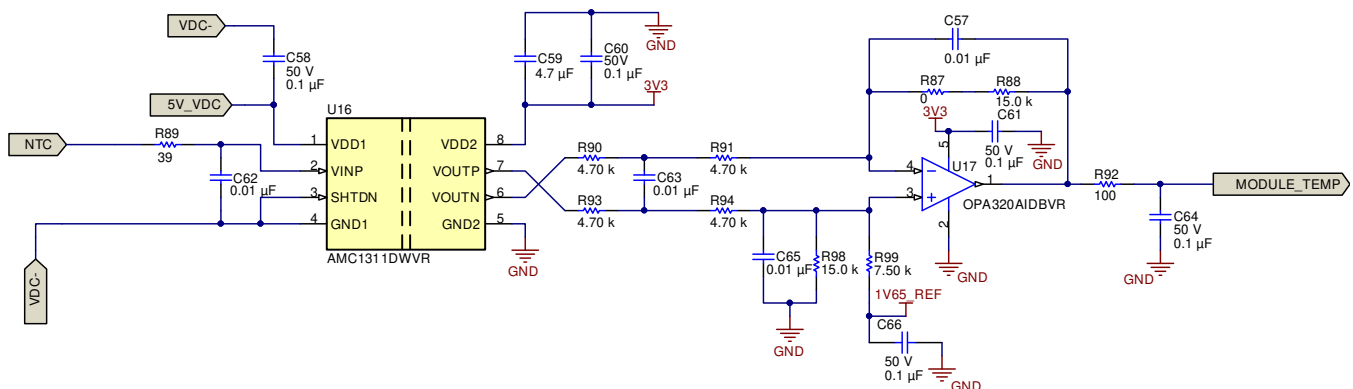 VDC-
C58
50 V
0.1 µF
5V_VDC
NTC
R89
39
C62
0.01 µF
VDC-
U16
1
VDD1
2
VINP
3
SHTDN
4
GND1
VDD2
8
VOUTP
7
VOUTN
6
GND2
5
AMC1311DWVR
GND
C59
4.7 µF
C60
50V
0.1 µF
GND
3V3
R90
4.70 k
R91
4.70 k
C63
0.01 µF
R93
4.70 k
R94
4.70 k
C57
0.01 µF
R87
0
R88
15.0 k
3V3
C61
50 V
0.1 µF
GND
5
4
U17
3
1
2
OPA320AIDBVR
GND
C65
0.01 µF
R98
15.0 k
GND
R99
7.50 k
1V65_REF
C66
50 V
0.1 µF
GND
R92
100
C64
50 V
0.1 µF
GND
MODULE_TEMP